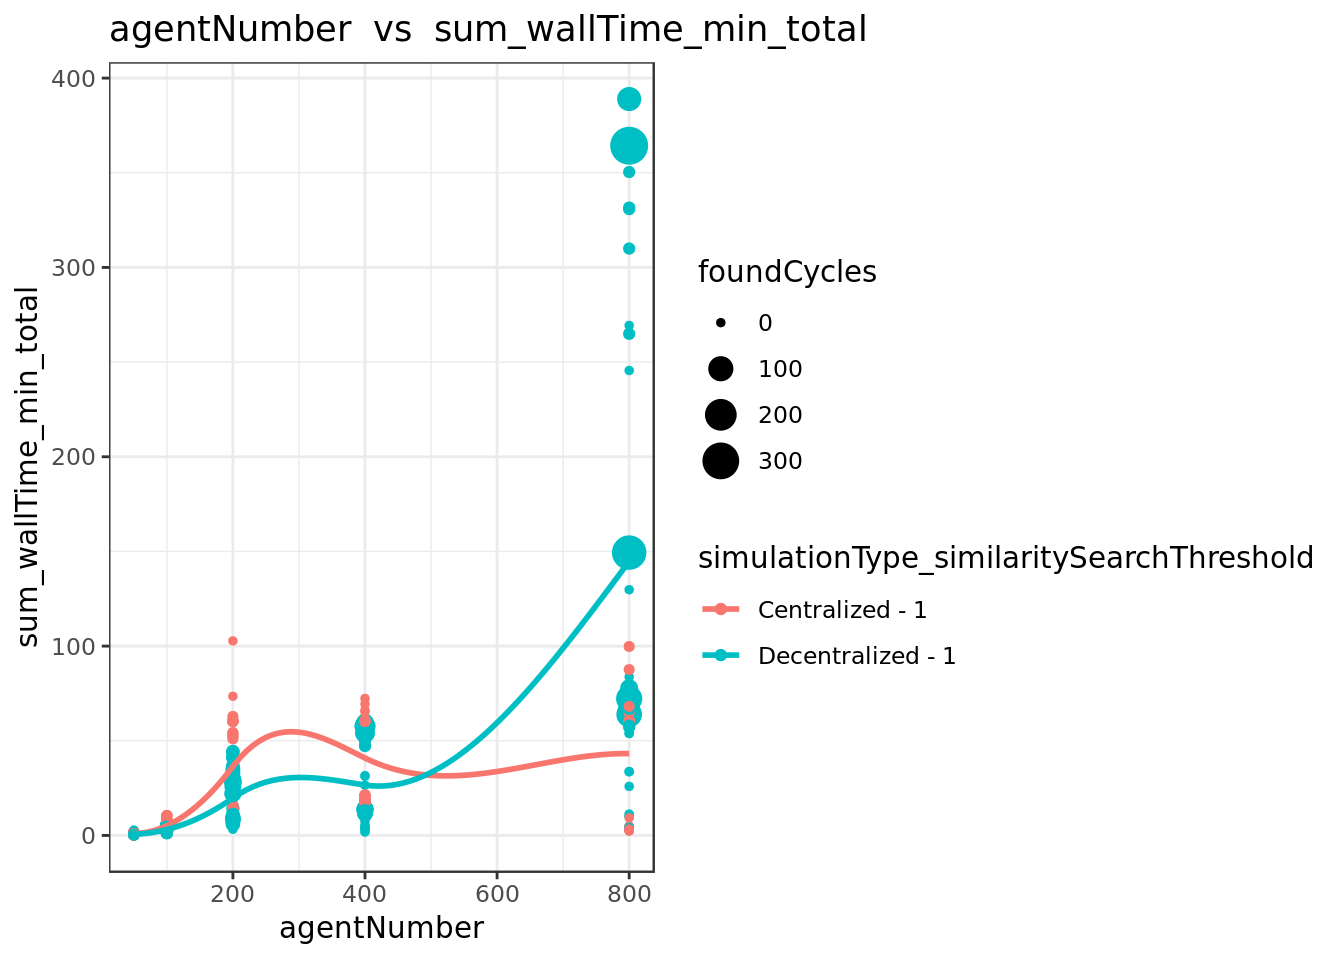 agentNumber vs sum_wallTime_min_total
400
300
200
100
0
sum_wallTime_min_total
200 400 600 800
agentNumber
foundCycles
0
100
200
300
simulationType_similaritySearchThreshold
Centralized - 1
Decentralized - 1